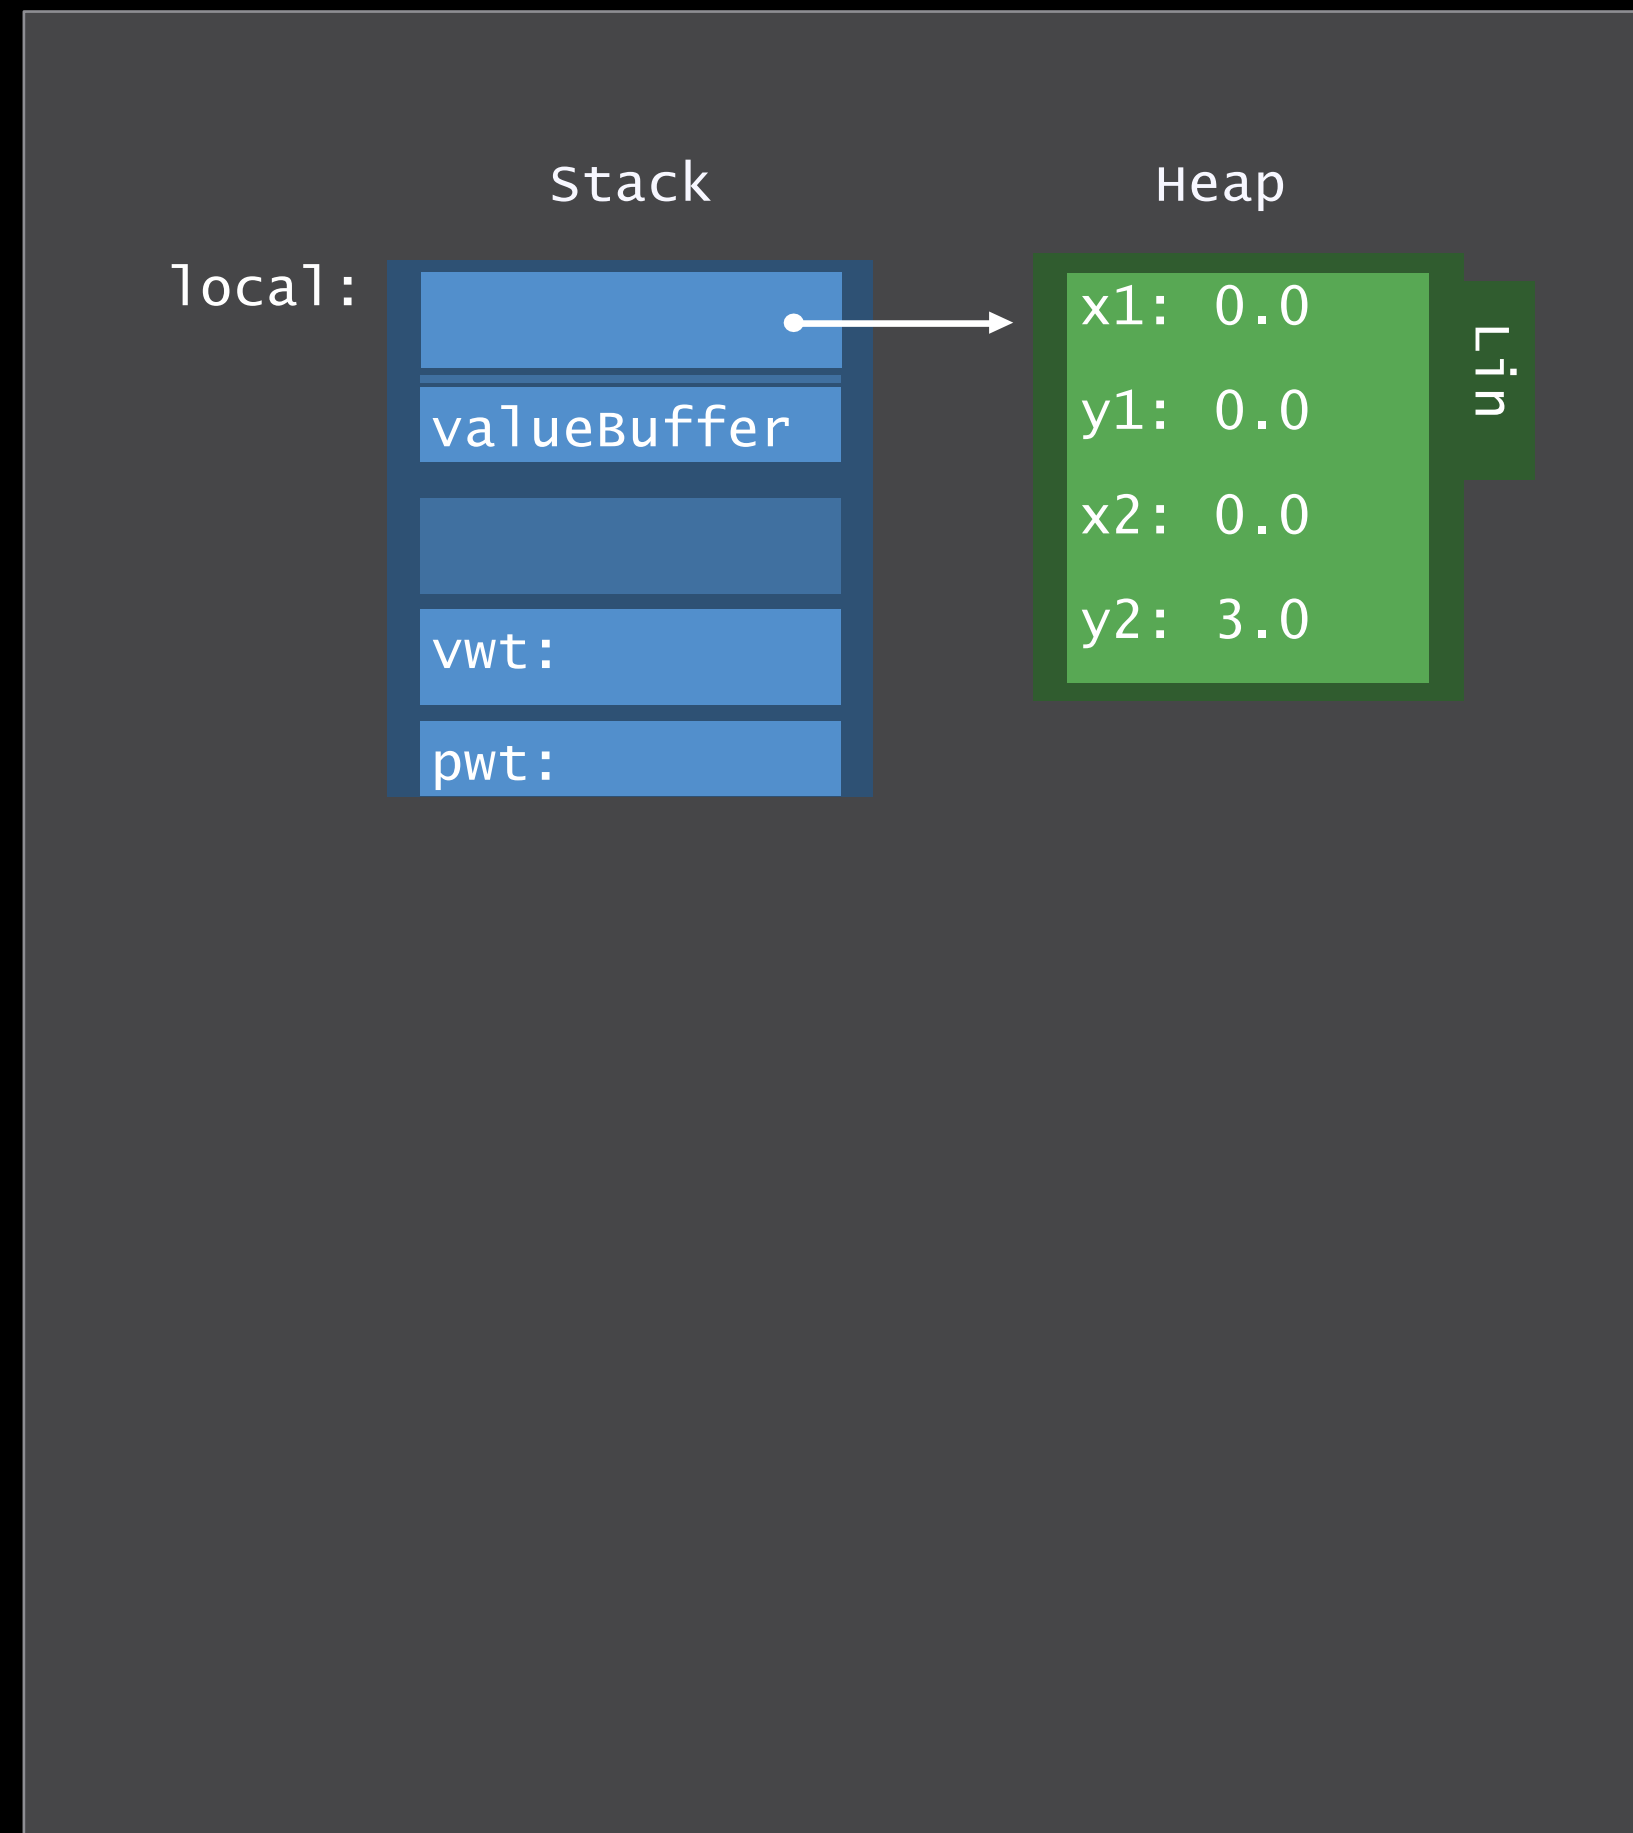 Stack
Heap
local:
valueBuffer
vwt:
pwt:
x1: 0.0
y1: 0.0
x2: 0.0
y2: 3.0
Lin